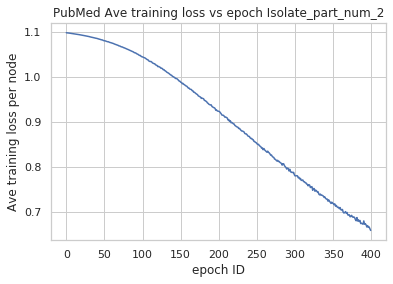 PubMed Ave training loss vs epoch Isolate_part_num_2
Ave training loss per node
1.1
1.0
0.9
0.8
0.7
0 50 100 150 200 250 300 350 400
epoch ID